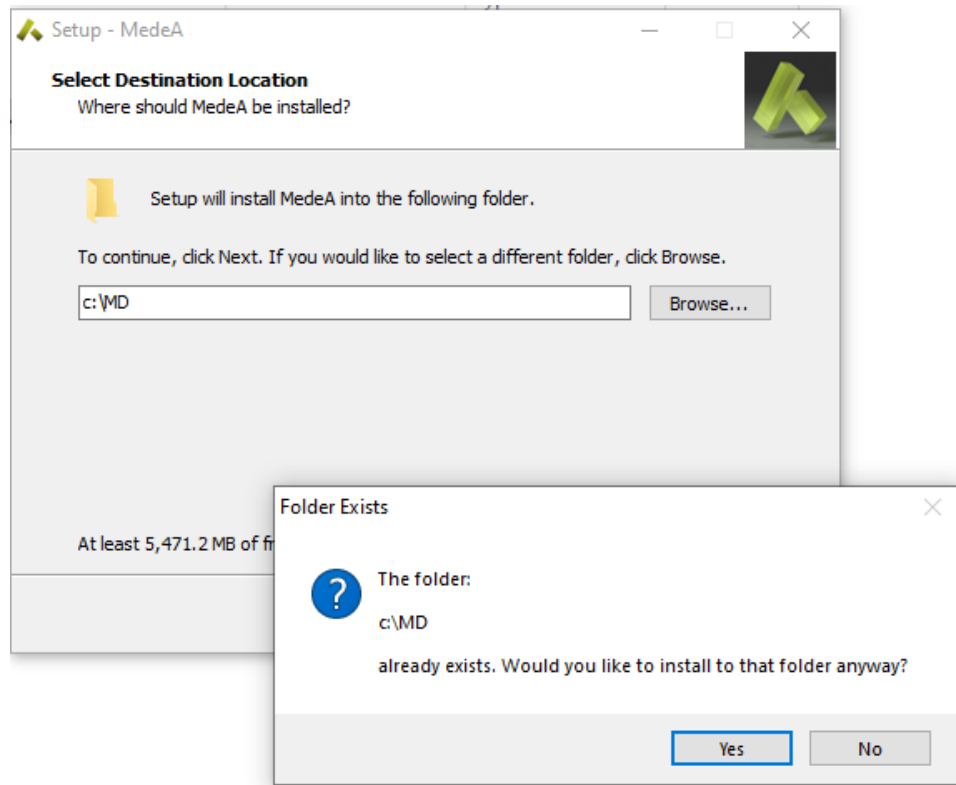 Setup - MedeA
Select Destination Location
Where should MedeA be installed?
Setup will install MedeA into the following folder.
To continue, click Next. If you would like to select a different folder, click Browse.
c:\MD
Browse...
At least 5,471.2 MB of
Folder Exists
The folder:
c:\MD
already exists. Would you like to install to that folder anyway?
Yes
No